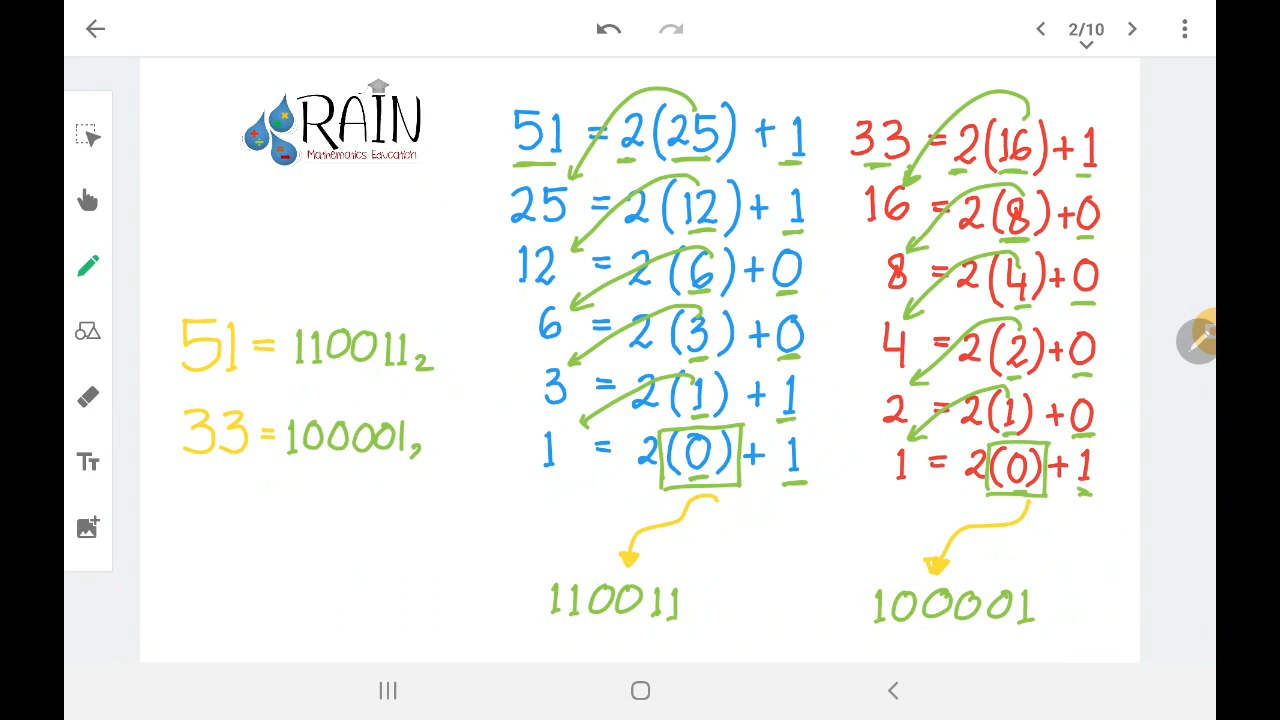 2/10
RAIN
Mathematics Education
51 = 2(25) + 1
25 = 2(12) + 1
12 = 2(6) + 0
6 = 2(3) + 0
3 = 2(1) + 1
1 = 2(0) + 1
110011
33 = 2(16) + 1
16 = 2(8) + 0
8 = 2(4) + 0
4 = 2(2) + 0
2 = 2(1) + 0
1 = 2(0) + 1
100001
51 = 110011₂
33 = 100001,
Tт